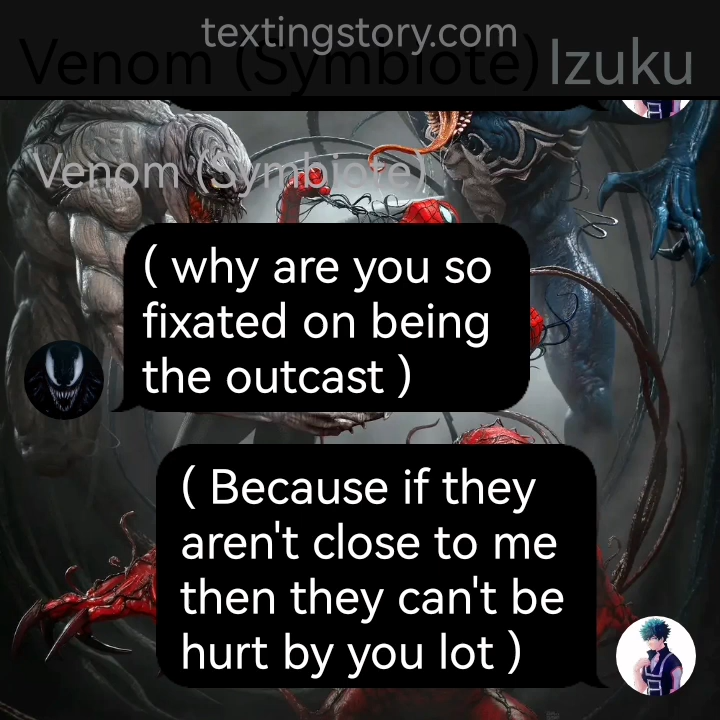 textingstory.com
Venom (Symbiote) Izuku
Venom (Symbiote)
( why are you so
fixated on being
the outcast )
( Because if they
aren't close to me
then they can't be
hurt by you lot )